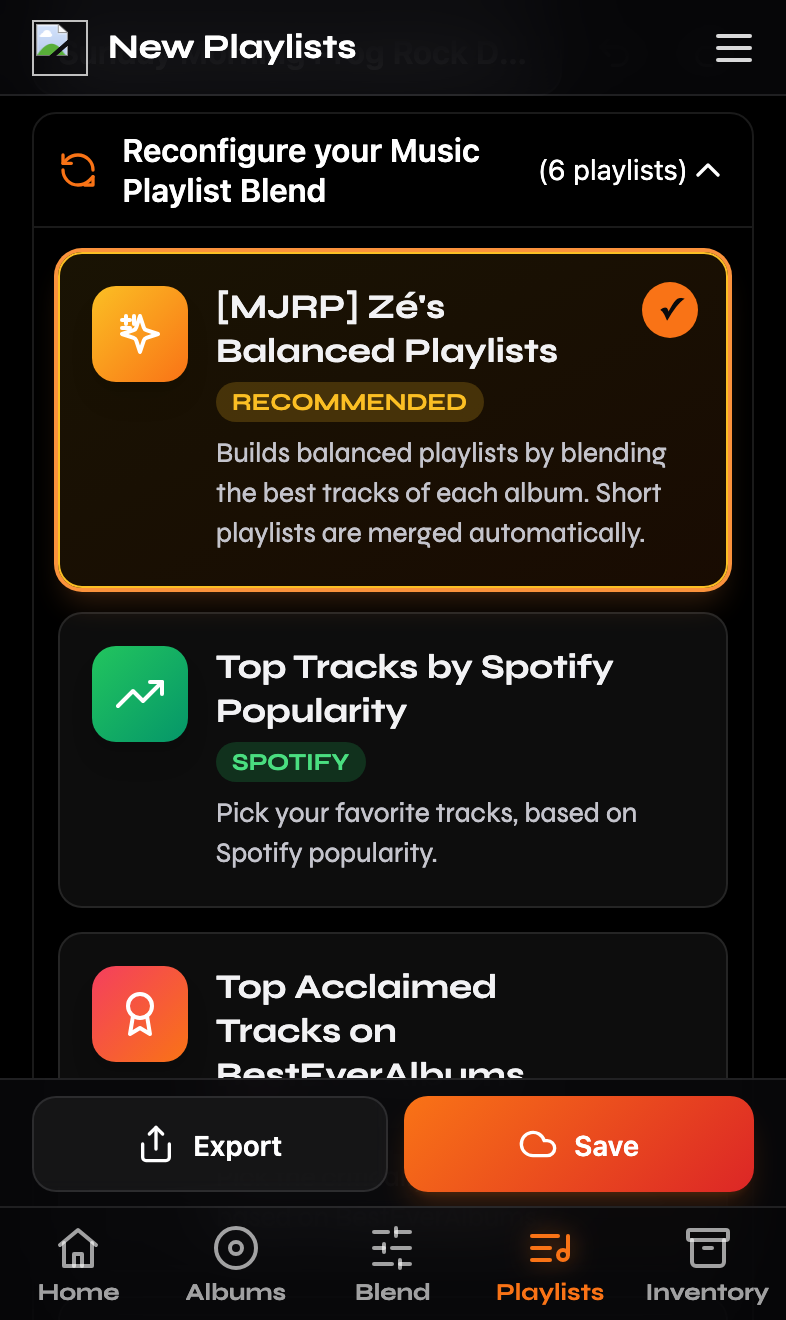 New Playlists
Reconfigure your Music
Playlist Blend
(6 playlists)
[MJRP] Zé's
Balanced Playlists
RECOMMENDED
Builds balanced playlists by blending
the best tracks of each album. Short
playlists are merged automatically.
Top Tracks by Spotify
Popularity
SPOTIFY
Pick your favorite tracks, based on
Spotify popularity.
Top Acclaimed
Tracks on
BestEverAlbums
Export
Save
Home
Albums
Blend
Playlists
Inventory